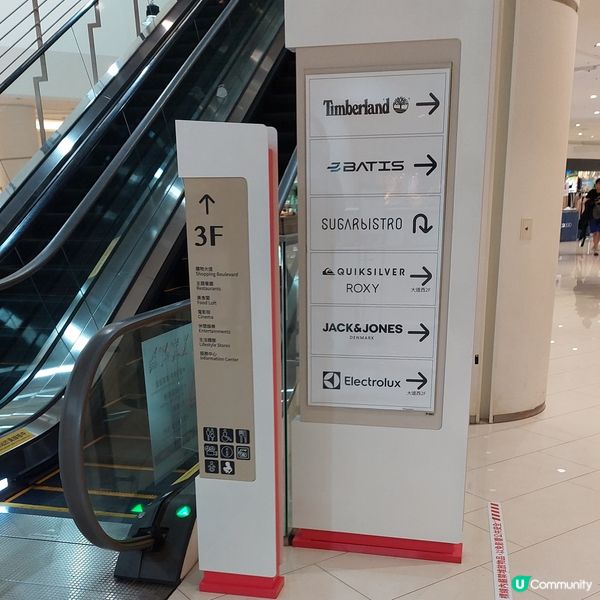 3F
購物大道
Shopping Boulevard
主題餐廳
Restaurants
美食閣
Food Loft
電影院
Cinema
休閒娛樂
Entertainments
生活雜貨
Lifestyle Stores
服務中心
Information Center
Timberland
BATIS
SUGARbISTRO
QUIKSILVER
ROXY
大道西2F
JACK&JONES
DENMARK
Electrolux
大道西2F
U Community